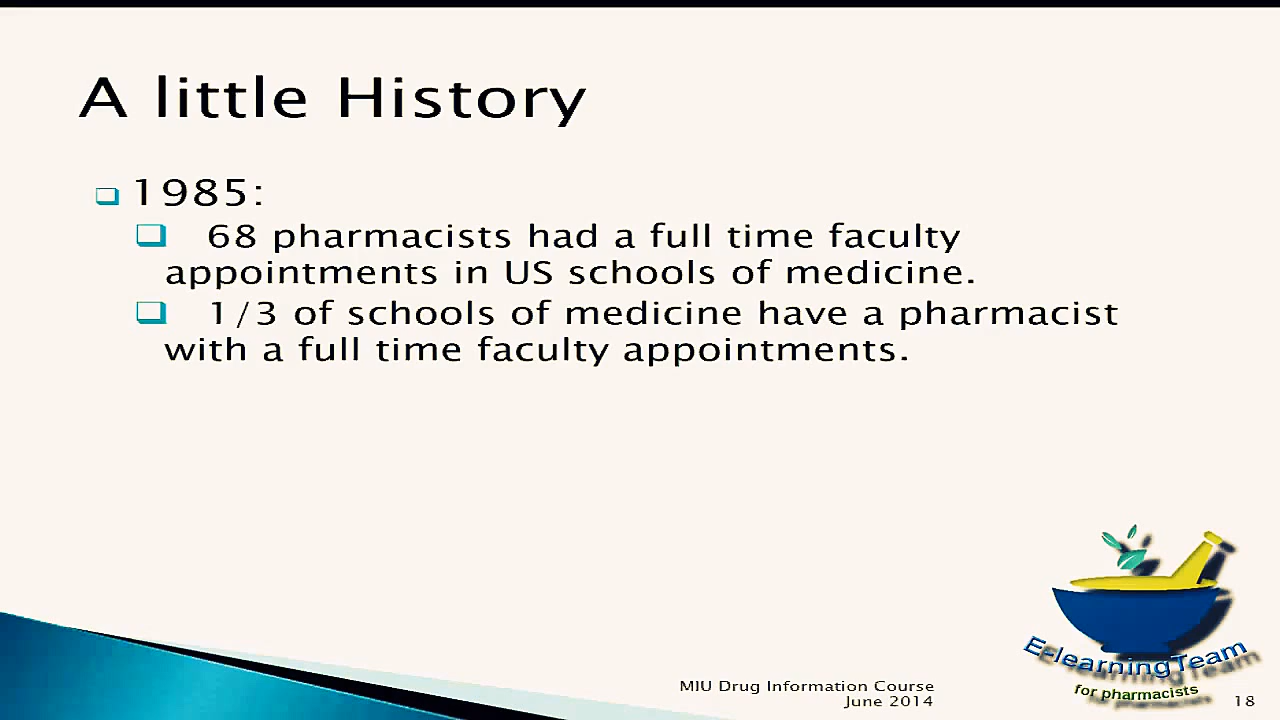 A little History
1985:
68 pharmacists had a full time faculty
appointments in US schools of medicine.
1/3 of schools of medicine have a pharmacist
with a full time faculty appointments.
E-learningTeam
for pharmacists
MIU Drug Information Course
June 2014
18